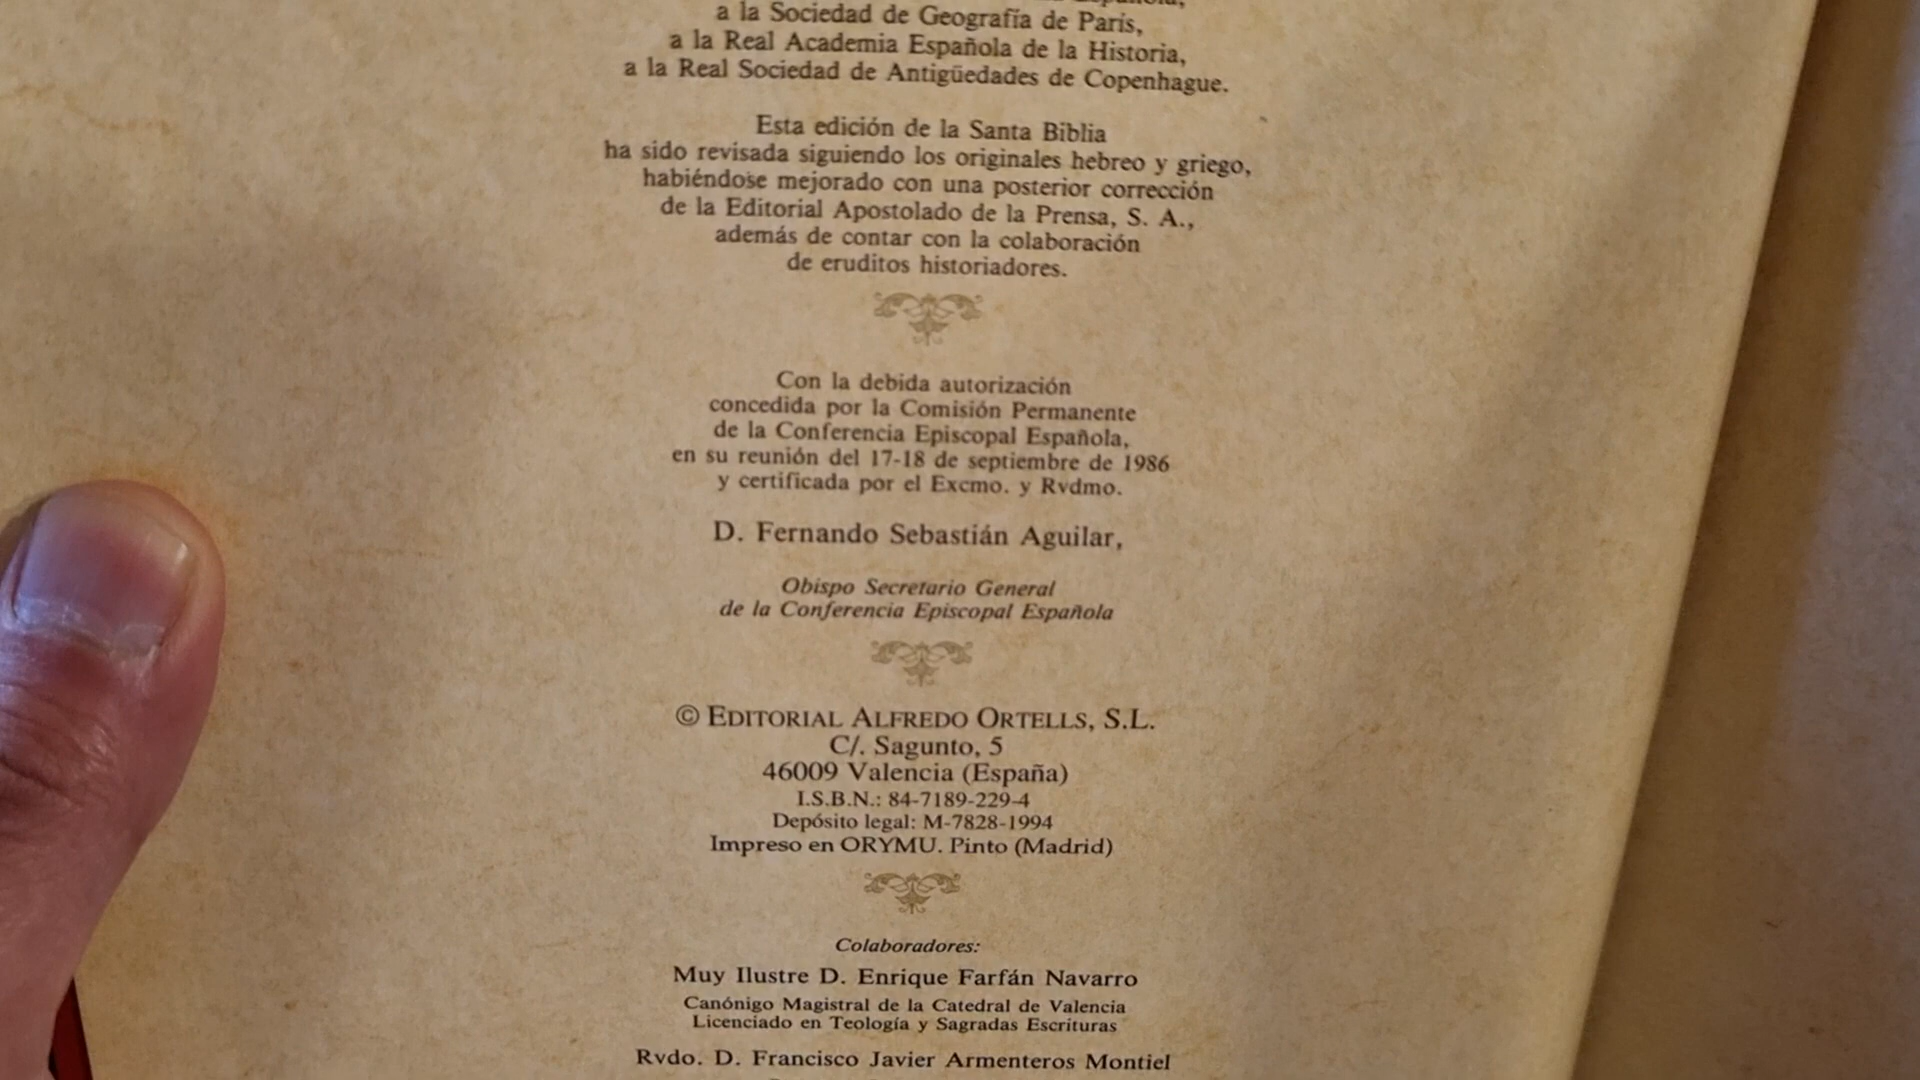 a la Sociedad de Geografía de París,
a la Real Academia Española de la Historia,
a la Real Sociedad de Antigüedades de Copenhague.
Esta edición de la Santa Biblia
ha sido revisada siguiendo los originales hebreo y griego,
habiéndose mejorado con una posterior corrección
de la Editorial Apostolado de la Prensa, S. A.,
además de contar con la colaboración
de eruditos historiadores.
Con la debida autorización
concedida por la Comisión Permanente
de la Conferencia Episcopal Española,
en su reunión del 17-18 de septiembre de 1986
y certificada por el Excmo. y Rvdmo.
D. Fernando Sebastián Aguilar,
Obispo Secretario General
de la Conferencia Episcopal Española
© EDITORIAL ALFREDO ORTELLS, S.L.
C/. Sagunto, 5
46009 Valencia (España)
I.S.B.N.: 84-7189-229-4
Depósito legal: M-7828-1994
Impreso en ORYMU. Pinto (Madrid)
Colaboradores:
Muy Ilustre D. Enrique Farfán Navarro
Canónigo Magistral de la Catedral de Valencia
Licenciado en Teología y Sagradas Escrituras
Rvdo. D. Francisco Javier Armenteros Montiel